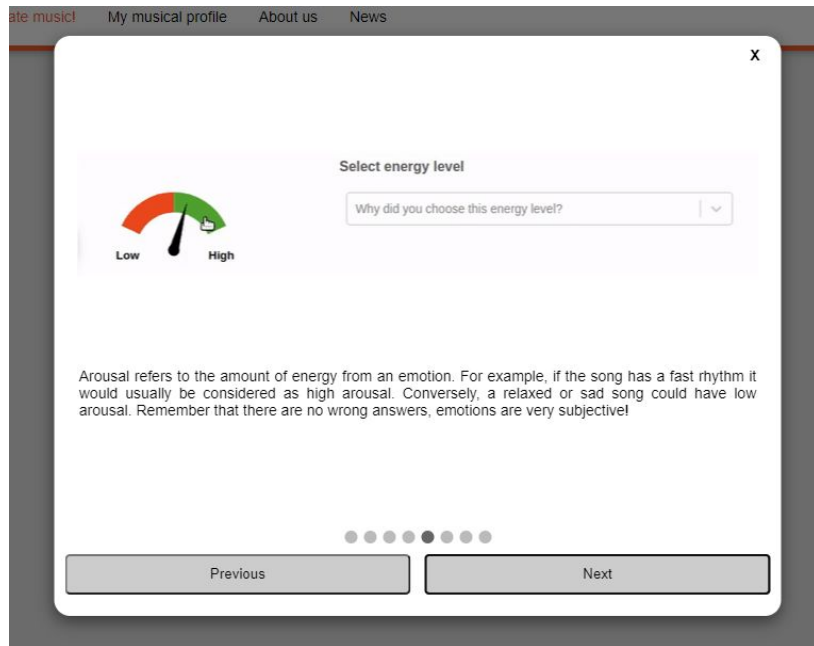 ate music!  My musical profile  About us  News
X
Select energy level
Why did you choose this energy level?
Low  High
Arousal refers to the amount of energy from an emotion. For example, if the song has a fast rhythm it
would usually be considered as high arousal. Conversely, a relaxed or sad song could have low
arousal. Remember that there are no wrong answers, emotions are very subjective!
Previous  Next